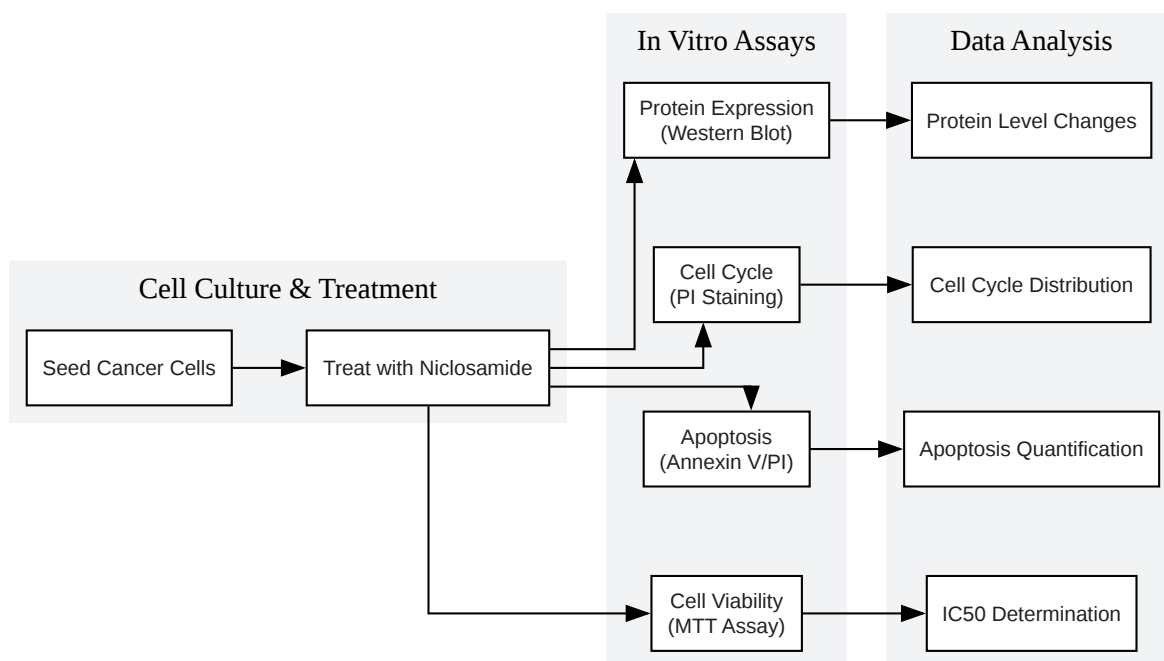 In Vitro Assays
Data Analysis
Protein Expression
(Western Blot)
Protein Level Changes
Cell Culture & Treatment
Seed Cancer Cells
Treat with Niclosamide
Cell Cycle
(PI Staining)
Cell Cycle Distribution
Apoptosis
(Annexin V/PI)
Apoptosis Quantification
Cell Viability
(MTT Assay)
IC50 Determination